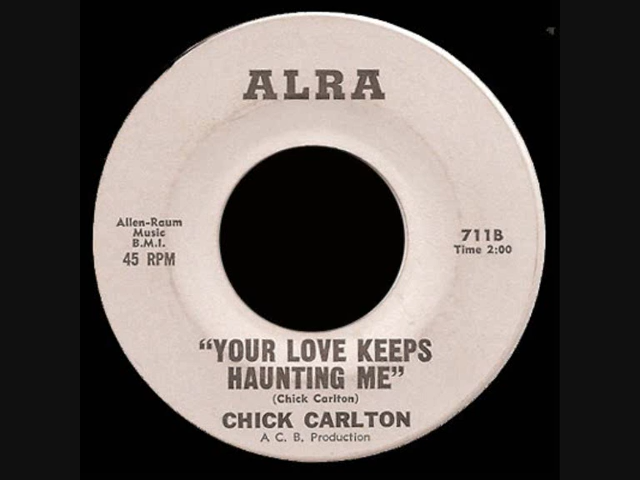 ALRA
Allen-Raum
Music
B.M.I.
45 RPM
711B
Time 2:00
"YOUR LOVE KEEPS
HAUNTING ME"
(Chick Carlton)
CHICK CARLTON
A C. B. Production